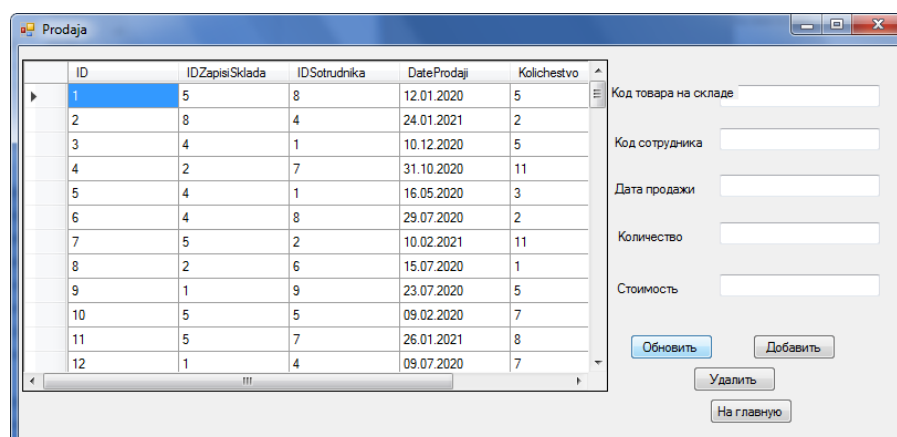 Prodaja
ID IDZapisiSklada IDSotrudnika DateProdaji Kolichestvo
1 5 8 12.01.2020 5
2 8 4 24.01.2021 2
3 4 1 10.12.2020 5
4 2 7 31.10.2020 11
5 4 1 16.05.2020 3
6 4 8 29.07.2020 2
7 5 2 10.02.2021 11
8 2 6 15.07.2020 1
9 1 9 23.07.2020 5
10 5 5 09.02.2020 7
11 5 7 26.01.2021 8
12 1 4 09.07.2020 7
Код товара на складе
Код сотрудника
Дата продажи
Количество
Стоимость
Обновить Добавить
Удалить
На главную